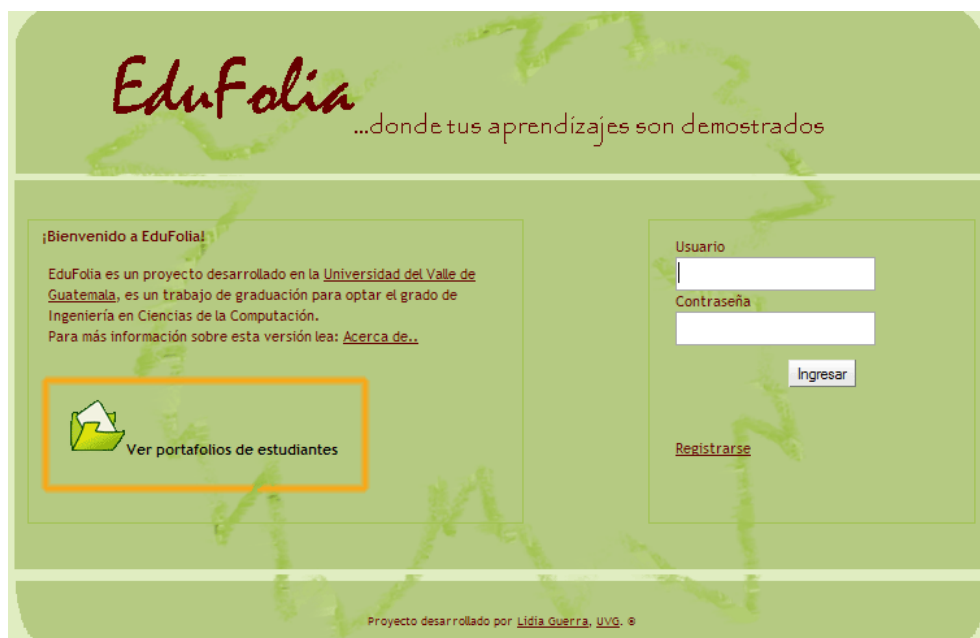 EduFolia
...donde tus aprendizajes son demostrados
¡Bienvenido a EduFolia!
EduFolia es un proyecto desarrollado en la Universidad del Valle de
Guatemala, es un trabajo de graduación para optar el grado de
Ingeniería en Ciencias de la Computación.
Para más información sobre esta versión lea: Acerca de..
Ver portafolios de estudiantes
Usuario
Contraseña
Ingresar
Registrarse
Proyecto desarrollado por Lidia Guerra, UVG. ®